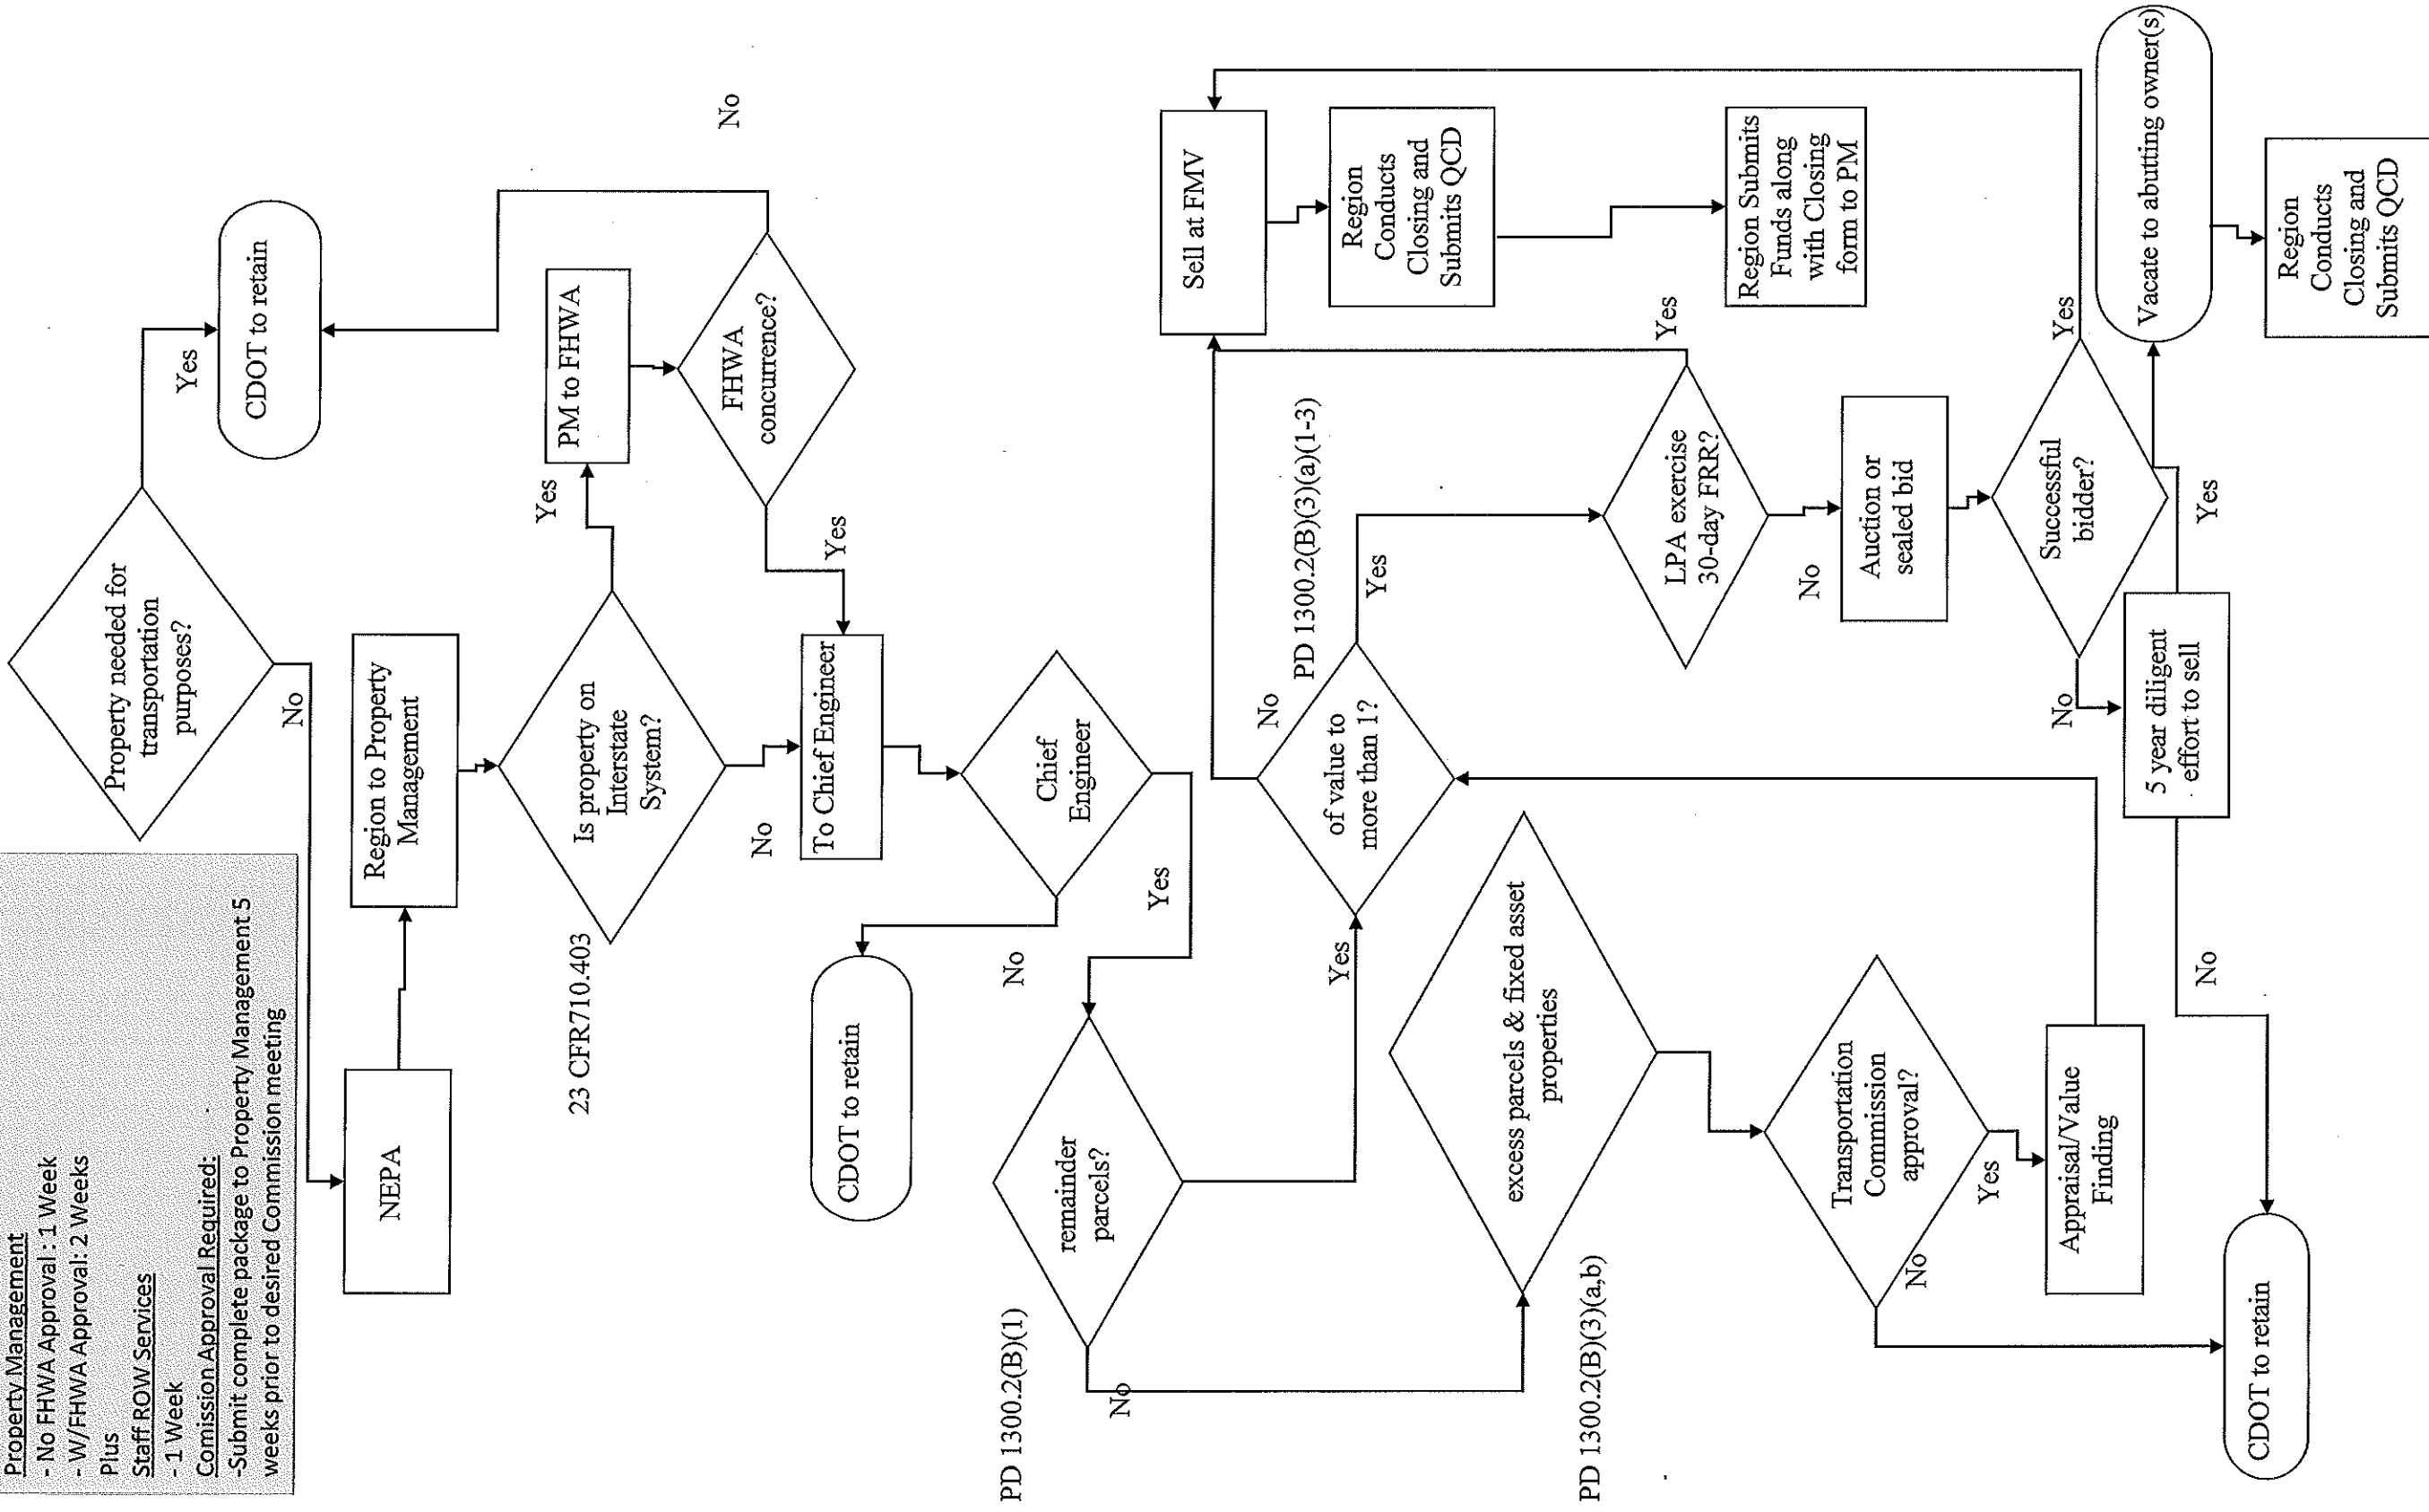 Property Management
- No FHWA Approval : 1 Week
- W/FHWA Approval: 2 Weeks
Plus
Staff ROW Services
- 1 Week
Comission Approval Required:
-Submit complete package to Property Management 5
weeks prior to desired Commission meeting
Property needed for
transportation
purposes?
Yes
CDOT to retain
No
NEPA
Region to Property
Management
23 CFR710.403
Is property on
Interstate
System?
Yes
PM to FHWA
FHWA
concurrence?
No
Yes
No
To Chief Engineer
Chief
Engineer
No
CDOT to retain
Yes
PD 1300.2(B)(1)
remainder
parcels?
Yes
No
PD 1300.2(B)(3)(a,b)
excess parcels & fixed asset
properties
Transportation
Commission
approval?
No
CDOT to retain
Yes
Appraisal/Value
Finding
of value to
more than 1?
No
PD 1300.2(B)(3)(a)(1-3)
Yes
LPA exercise
30-day FRR?
Yes
Sell at FMV
Region
Conducts
Closing and
Submits QCD
Region Submits
Funds along
with Closing
form to PM
No
Auction or
sealed bid
Successful
bidder?
Yes
No
5 year diligent
effort to sell
No
Yes
Vacate to abutting owner(s)
Region
Conducts
Closing and
Submits QCD